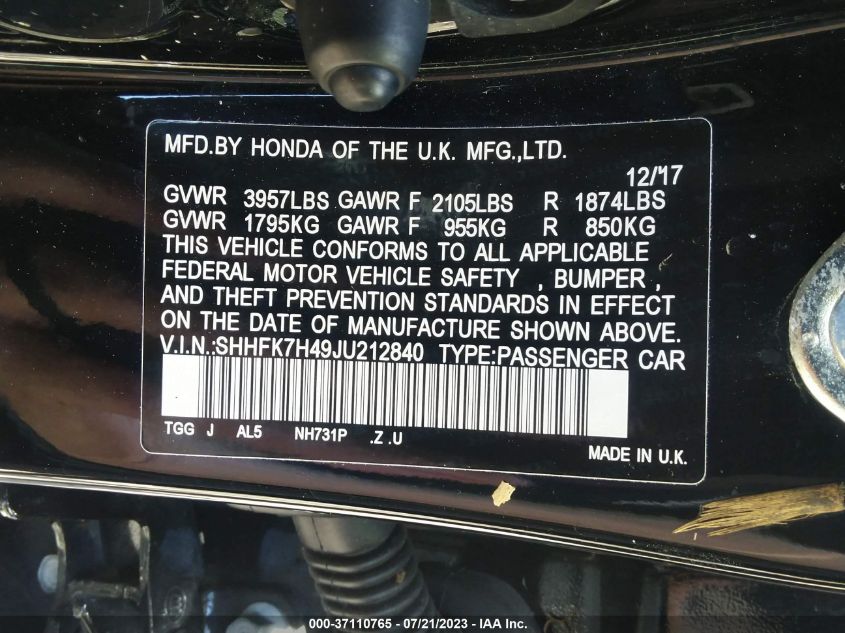 MFD.BY HONDA OF THE U.K. MFG.,LTD.
12/17
GVWR 3957LBS GAWR F 2105LBS R 1874LBS
GVWR 1795KG GAWR F 955KG R 850KG
THIS VEHICLE CONFORMS TO ALL APPLICABLE
FEDERAL MOTOR VEHICLE SAFETY , BUMPER ,
AND THEFT PREVENTION STANDARDS IN EFFECT
ON THE DATE OF MANUFACTURE SHOWN ABOVE.
V.I.N.:SHHFK7H49JU212840 TYPE:PASSENGER CAR
TGG J AL5 NH731P .Z .U
MADE IN U.K.
000-37110765 / 07/21/2023 - IAA Inc.